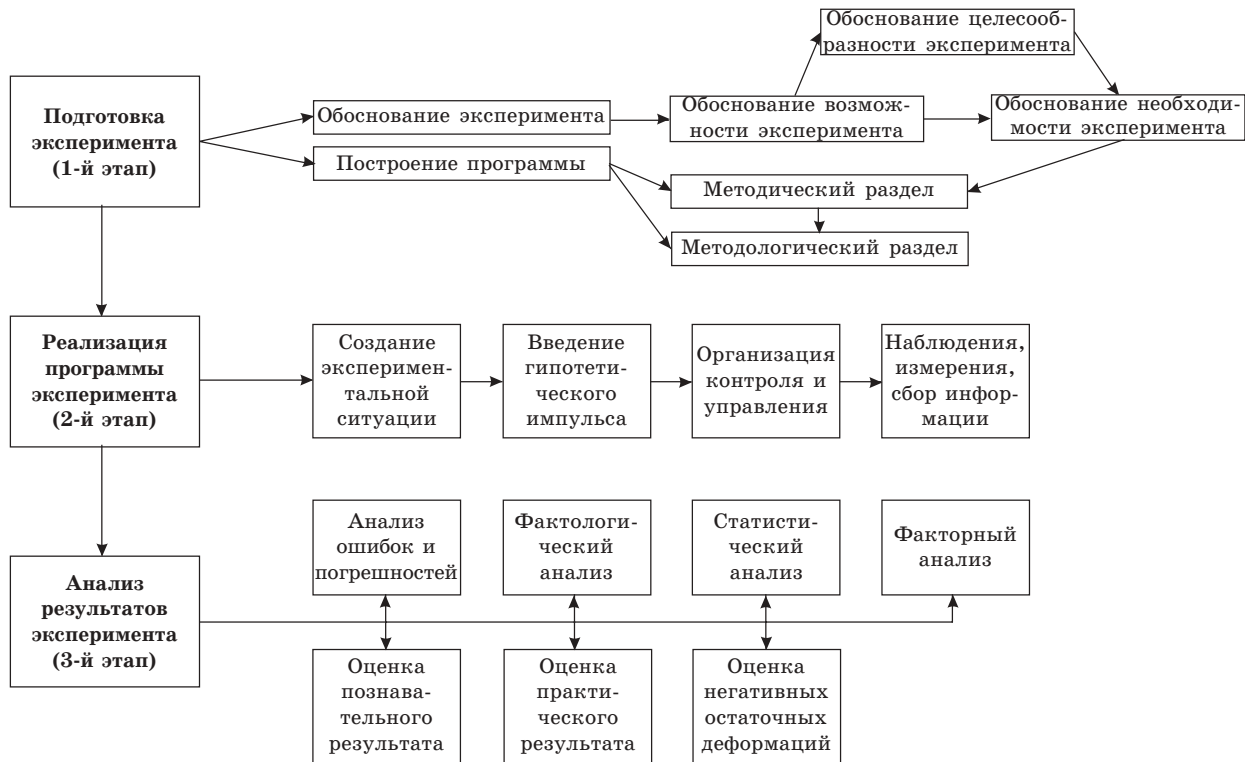 Обоснование целесооб-
разности эксперимента
Подготовка
эксперимента
(1-й этап)
Обоснование эксперимента
Обоснование возмож-
ности эксперимента
Обоснование необходи-
мости эксперимента
Построение программы
Методический раздел
Методологический раздел
Реализация
программы
эксперимента
(2-й этап)
Создание
эксперимен-
тальной
ситуации
Введение
гипотети-
ческого
импульса
Организация
контроля и
управления
Наблюдения,
измерения,
сбор инфор-
мации
Анализ
результатов
эксперимента
(3-й этап)
Анализ
ошибок и
погрешностей
Фактологи-
ческий
анализ
Статисти-
ческий
анализ
Факторный
анализ
Оценка
познава-
тельного
результата
Оценка
практи-
ческого
результата
Оценка
негативных
остаточных
деформаций